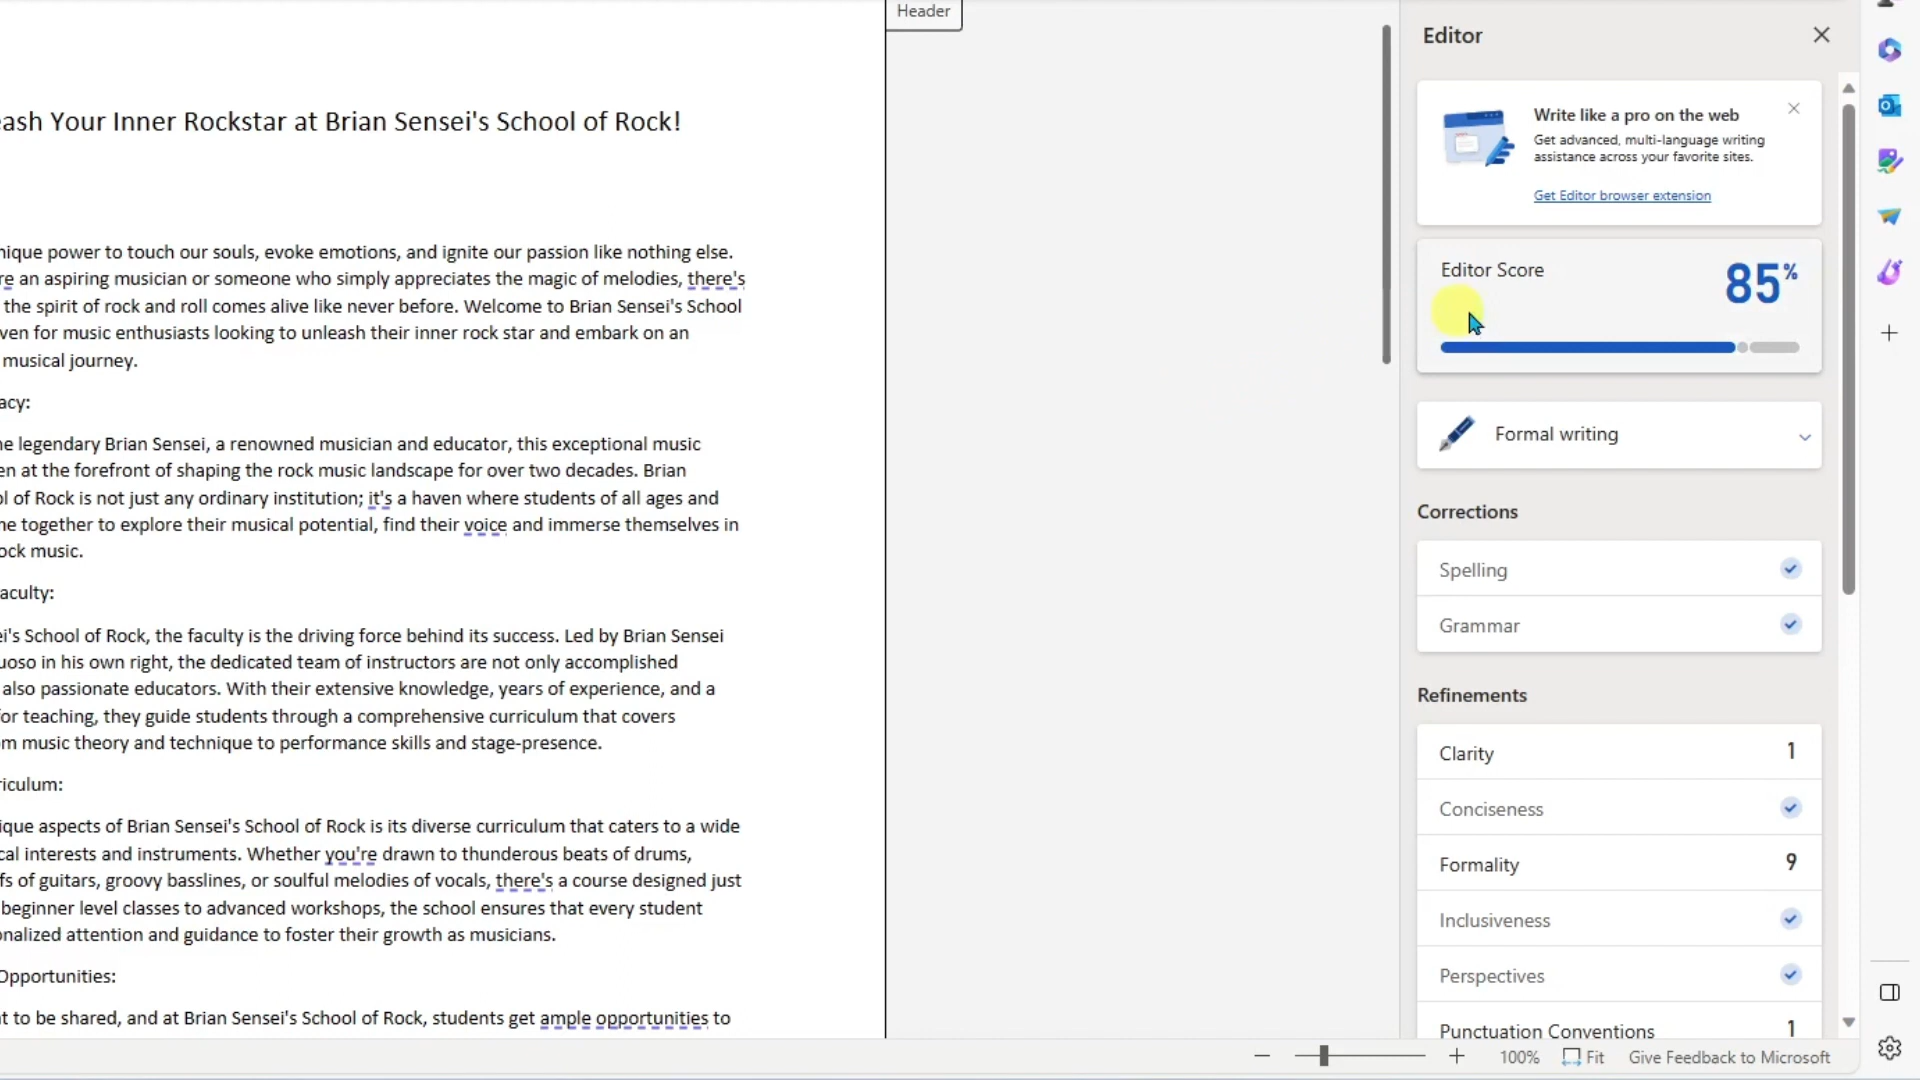 Header
ash Your Inner Rockstar at Brian Sensei's School of Rock!
nique power to touch our souls, evoke emotions, and ignite our passion like nothing else.
re an aspiring musician or someone who simply appreciates the magic of melodies, there's
the spirit of rock and roll comes alive like never before. Welcome to Brian Sensei's School
ven for music enthusiasts looking to unleash their inner rock star and embark on an
musical journey.
acy:
he legendary Brian Sensei, a renowned musician and educator, this exceptional music
en at the forefront of shaping the rock music landscape for over two decades. Brian
ol of Rock is not just any ordinary institution; it's a haven where students of all ages and
me together to explore their musical potential, find their voice and immerse themselves in
ock music.
aculty:
ei's School of Rock, the faculty is the driving force behind its success. Led by Brian Sensei
uoso in his own right, the dedicated team of instructors are not only accomplished
also passionate educators. With their extensive knowledge, years of experience, and a
for teaching, they guide students through a comprehensive curriculum that covers
om music theory and technique to performance skills and stage-presence.
riculum:
ique aspects of Brian Sensei's School of Rock is its diverse curriculum that caters to a wide
cal interests and instruments. Whether you're drawn to thunderous beats of drums,
fs of guitars, groovy basslines, or soulful melodies of vocals, there's a course designed just
beginner level classes to advanced workshops, the school ensures that every student
onalized attention and guidance to foster their growth as musicians.
Opportunities:
t to be shared, and at Brian Sensei's School of Rock, students get ample opportunities to
Editor
Write like a pro on the web
Get advanced, multi-language writing
assistance across your favorite sites.
Get Editor browser extension
Editor Score
85%
Formal writing
Corrections
Spelling
Grammar
Refinements
Clarity 1
Conciseness
Formality 9
Inclusiveness
Perspectives
Punctuation Conventions 1
100% Fit Give Feedback to Microsoft